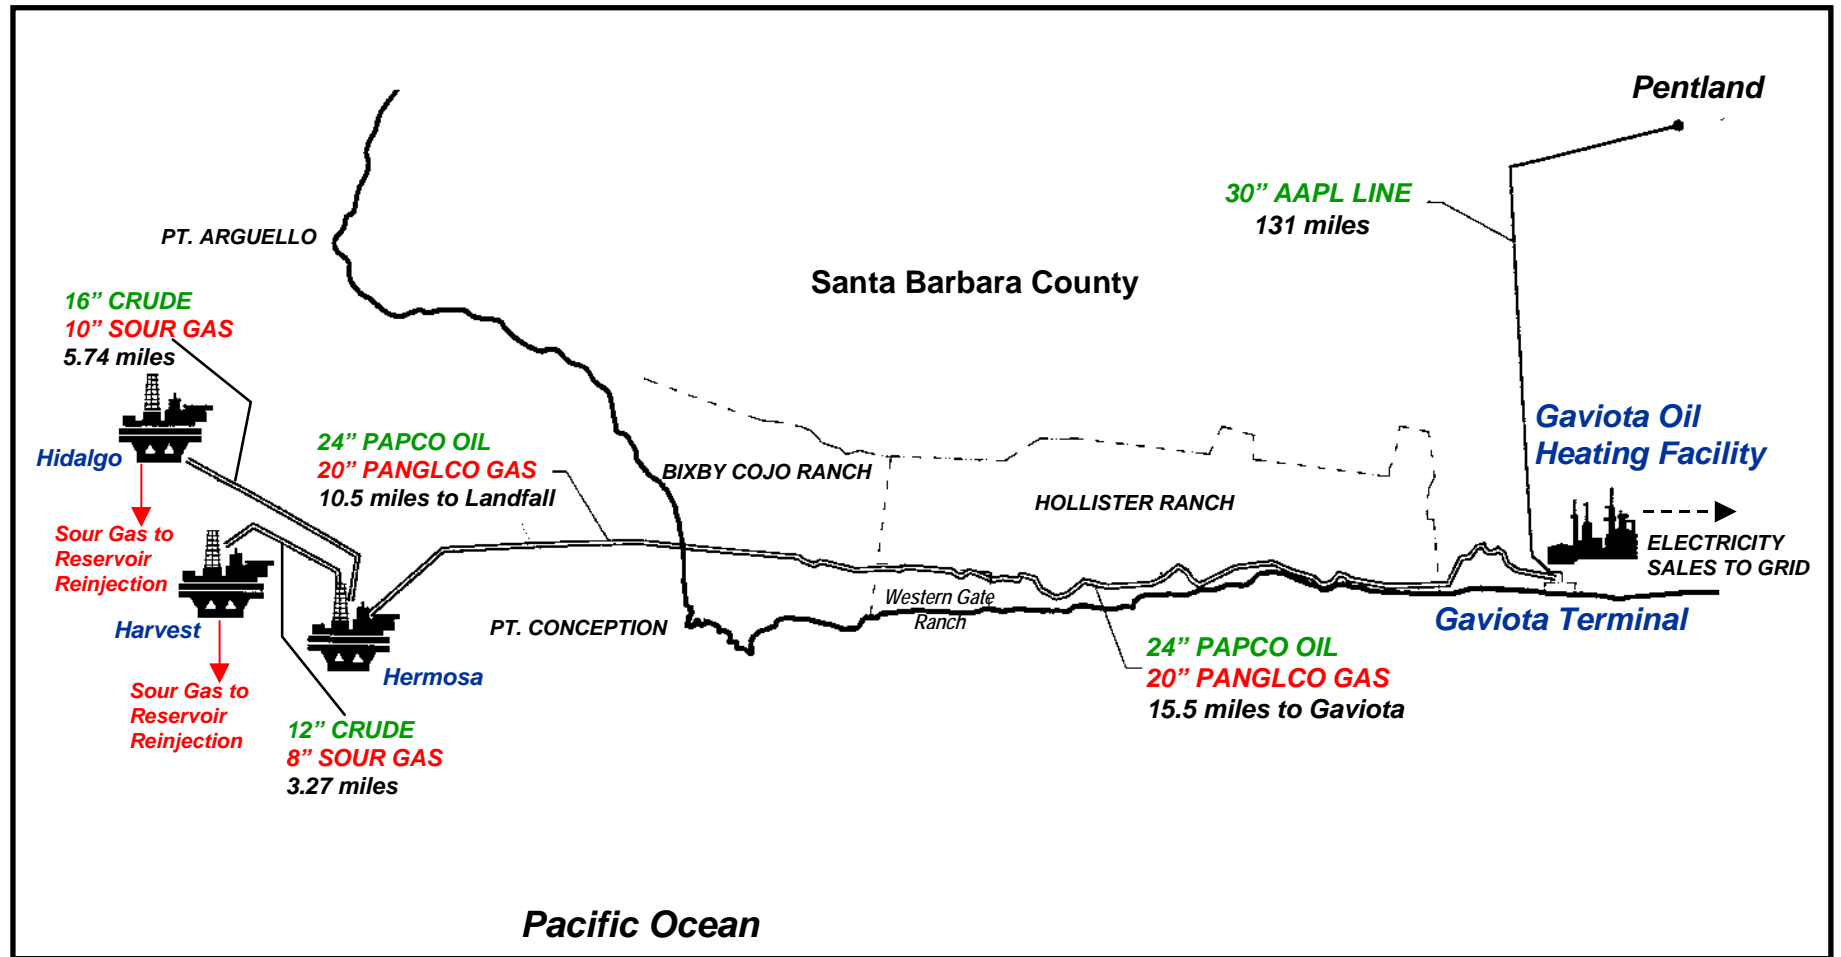 Pentland
30” AAPL LINE
131 miles
PT. ARGUELLO
Santa Barbara County
16” CRUDE
10” SOUR GAS
5.74 miles
Hidalgo
24” PAPCO OIL
20” PANGLCO GAS
10.5 miles to Landfall
BIXBY COJO RANCH
HOLLISTER RANCH
Gaviota Oil
Heating Facility
Sour Gas to
Reservoir
Reinjection
ELECTRICITY
SALES TO GRID
Harvest
PT. CONCEPTION
Western Gate
Ranch
Gaviota Terminal
Hermosa
24” PAPCO OIL
20” PANGLCO GAS
15.5 miles to Gaviota
Sour Gas to
Reservoir
Reinjection
12” CRUDE
8” SOUR GAS
3.27 miles
Pacific Ocean